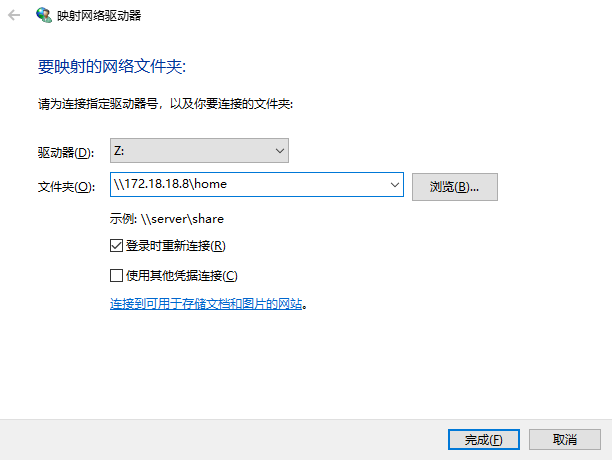 映射网络驱动器
要映射的网络文件夹:
请为连接指定驱动器号，以及你要连接的文件夹:
驱动器(D): Z:
文件夹(O): \\172.18.18.8\home 浏览(B)...
示例: \\server\share
登录时重新连接(R)
使用其他凭据连接(C)
连接到可用于存储文档和图片的网站。
完成(F) 取消